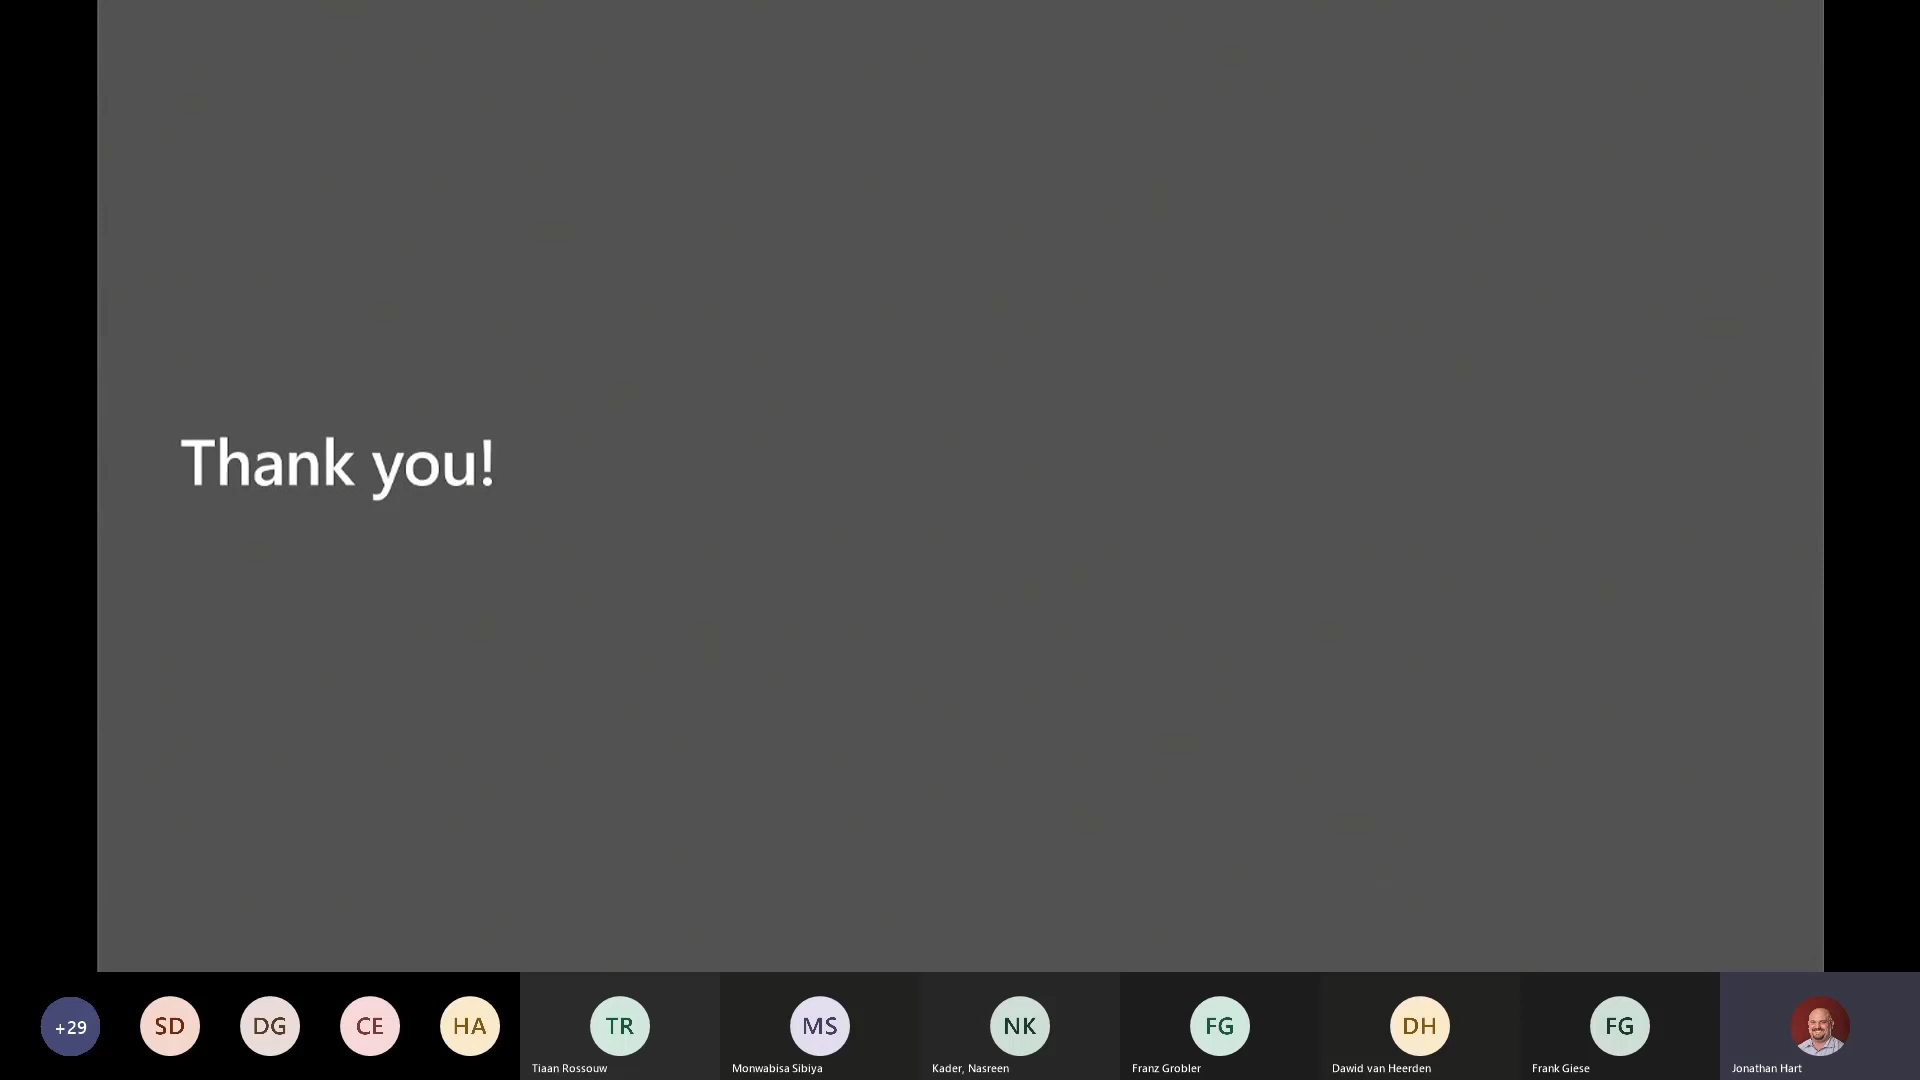 Thank you!
+29
SD
DG
CE
HA
TR
MS
NK
FG
DH
FG
Tiaan Rossouw
Monwabisa Sibiya
Kader, Nasreen
Franz Grobler
Dawid van Heerden
Frank Giese
Jonathan Hart